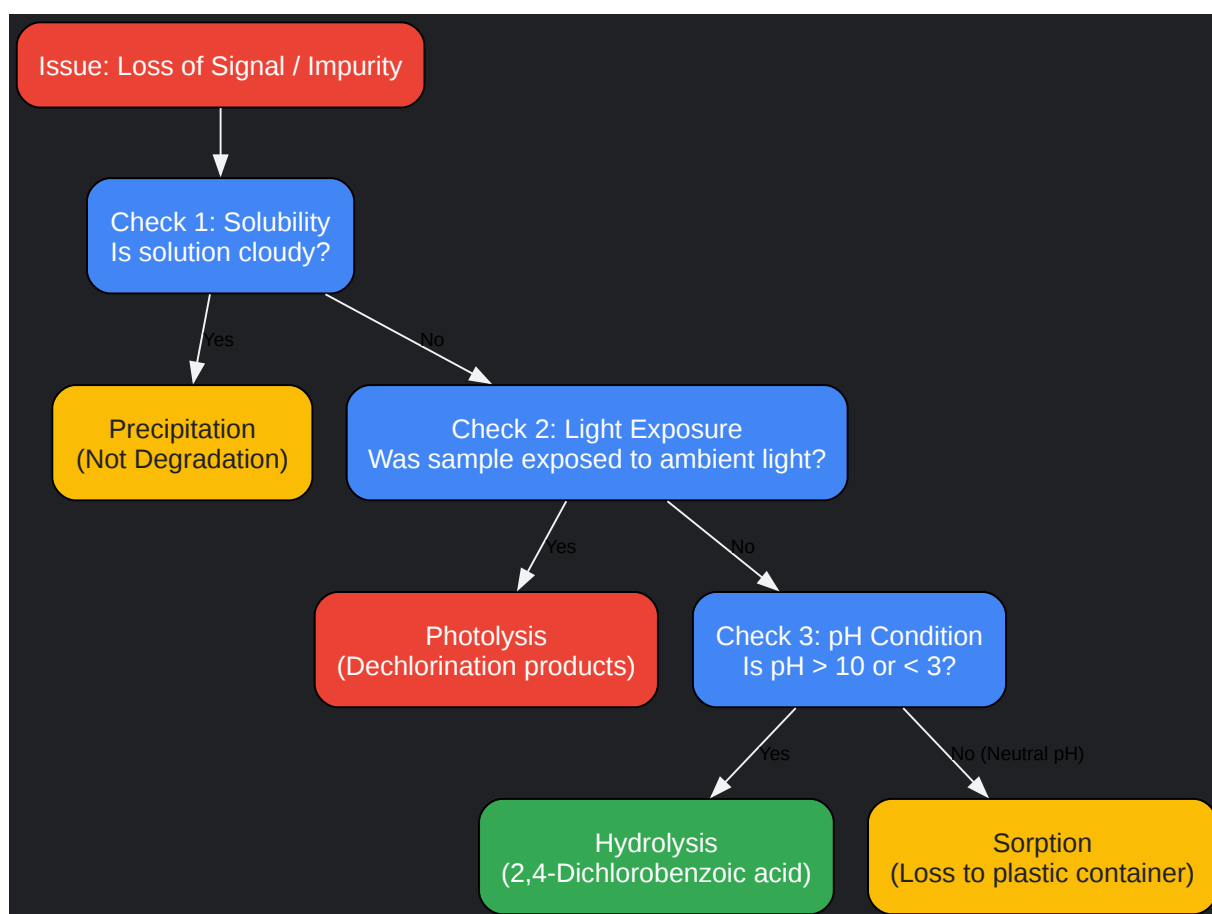 Issue: Loss of Signal / Impurity
Check 1: Solubility
Is solution cloudy?
Yes
No
Precipitation
(Not Degradation)
Check 2: Light Exposure
Was sample exposed to ambient light?
Yes
No
Photolysis
(Dechlorination products)
Check 3: pH Condition
Is pH > 10 or < 3?
Yes
No (Neutral pH)
Hydrolysis
(2,4-Dichlorobenzoic acid)
Sorption
(Loss to plastic container)